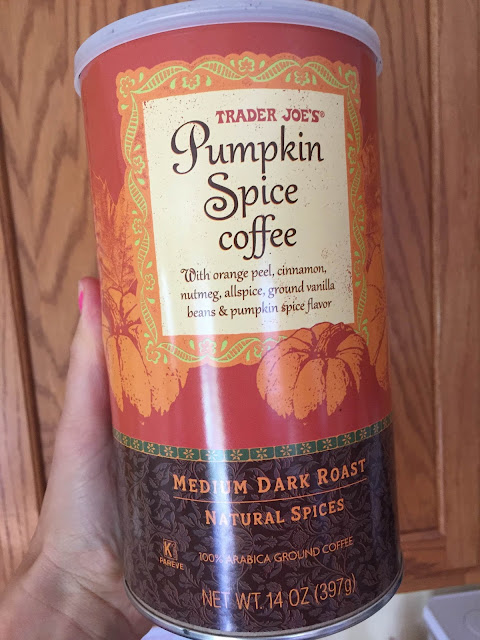 TRADER JOE'S®
Pumpkin
Spice
coffee
With orange peel, cinnamon,
nutmeg, allspice, ground vanilla
beans & pumpkin spice flavor
MEDIUM DARK ROAST
NATURAL SPICES
K
PAREVE
100% ARABICA GROUND COFFEE
NET WT. 14 OZ (397g)